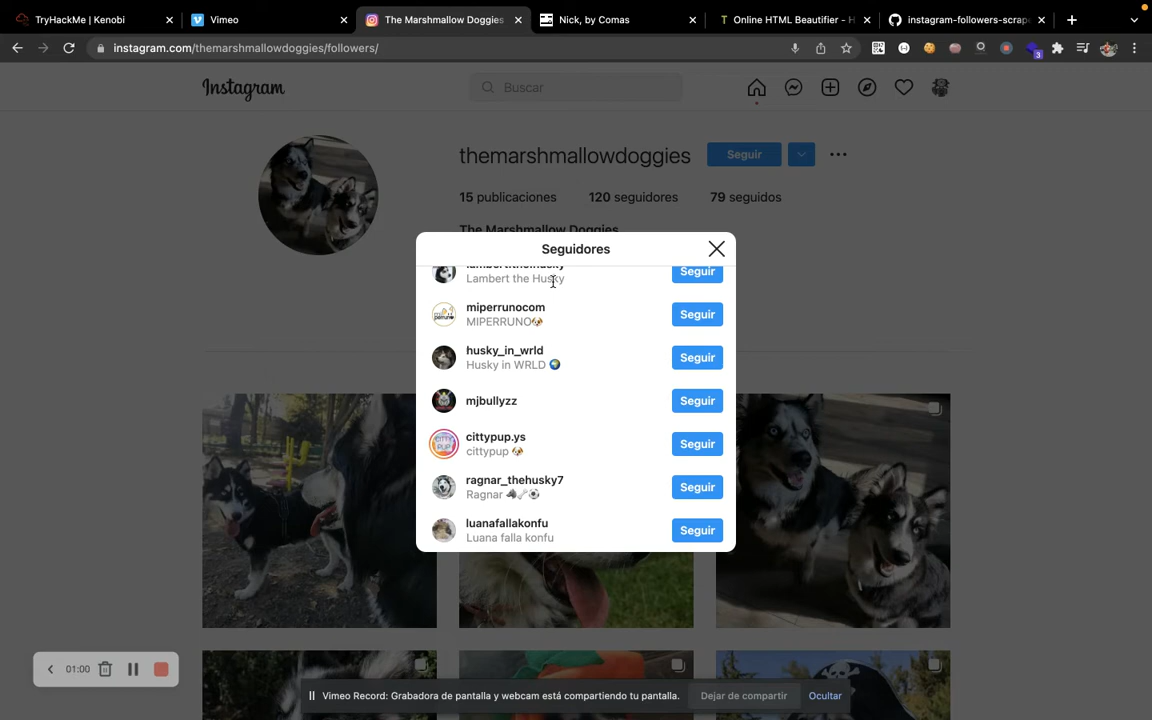 TryHackMe | Kenobi
Vimeo
The Marshmallow Doggies
Nick, by Comas
Online HTML Beautifier - H
instagram-followers-scrape
instagram.com/themarshmallowdoggies/followers/
3
Instagram
Buscar
themarshmallowdoggies
Seguir
15 publicaciones
120 seguidores
79 seguidos
The Marshmallow Doggies
Seguidores
lambertthehusky
Lambert the Husky
Seguir
miperrunocom
MIPERRUNO🐶
Seguir
husky_in_wrld
Husky in WRLD 🌍
Seguir
mjbullyzz
Seguir
cittypup.ys
cittypup 🐶
Seguir
ragnar_thehusky7
Ragnar 🐺🦴⚽
Seguir
luanafallakonfu
Luana falla konfu
Seguir
01:00
Vimeo Record: Grabadora de pantalla y webcam está compartiendo tu pantalla.
Dejar de compartir
Ocultar